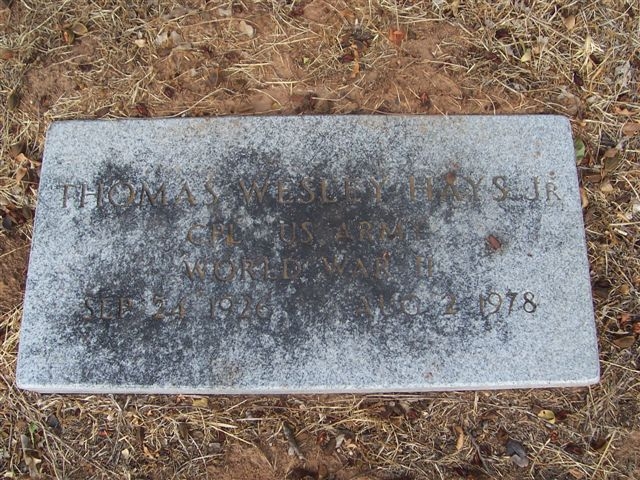 THOMAS WESLEY HAYS JR
CPL US ARMY
WORLD WAR II
SEP 24 1926 AUG 2 1978